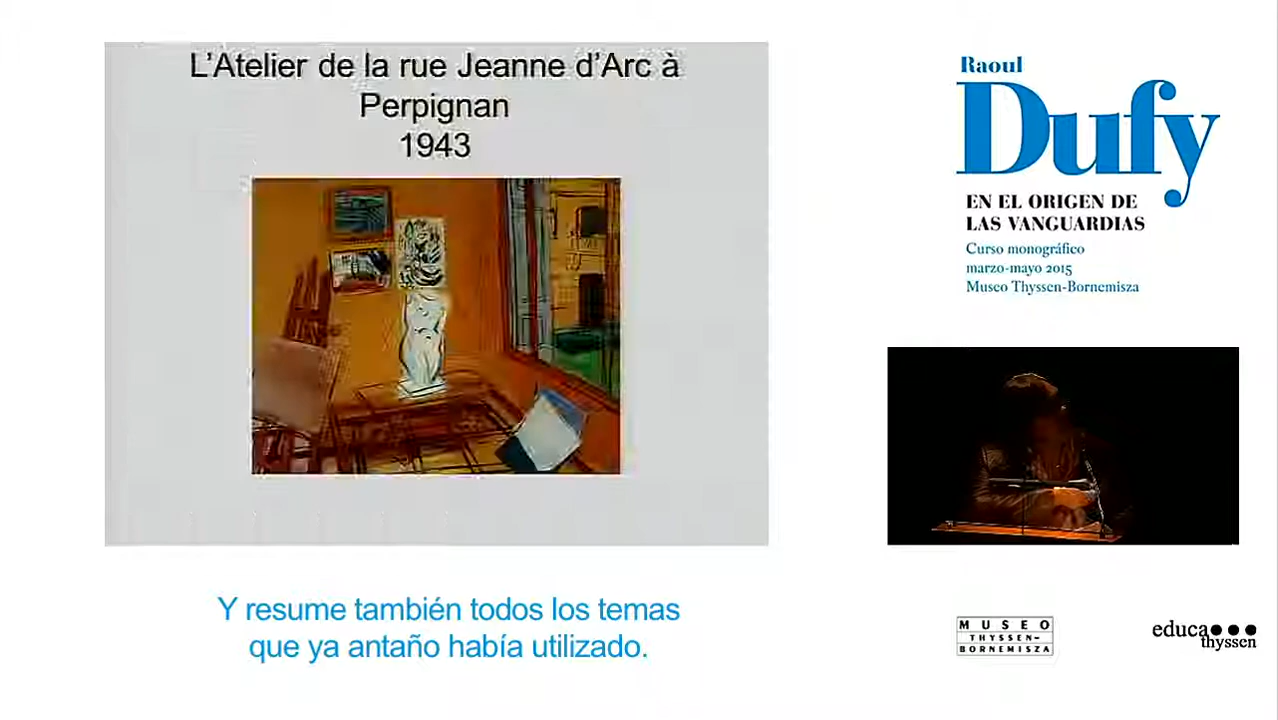 L'Atelier de la rue Jeanne d'Arc à
Perpignan
1943
Raoul
Dufy
EN EL ORIGEN DE
LAS VANGUARDIAS
Curso monográfico
marzo-mayo 2015
Museo Thyssen-Bornemisza
Y resume también todos los temas
que ya antaño había utilizado.
MUSEO
THYSSEN-
BORNEMISZA
educa
thyssen